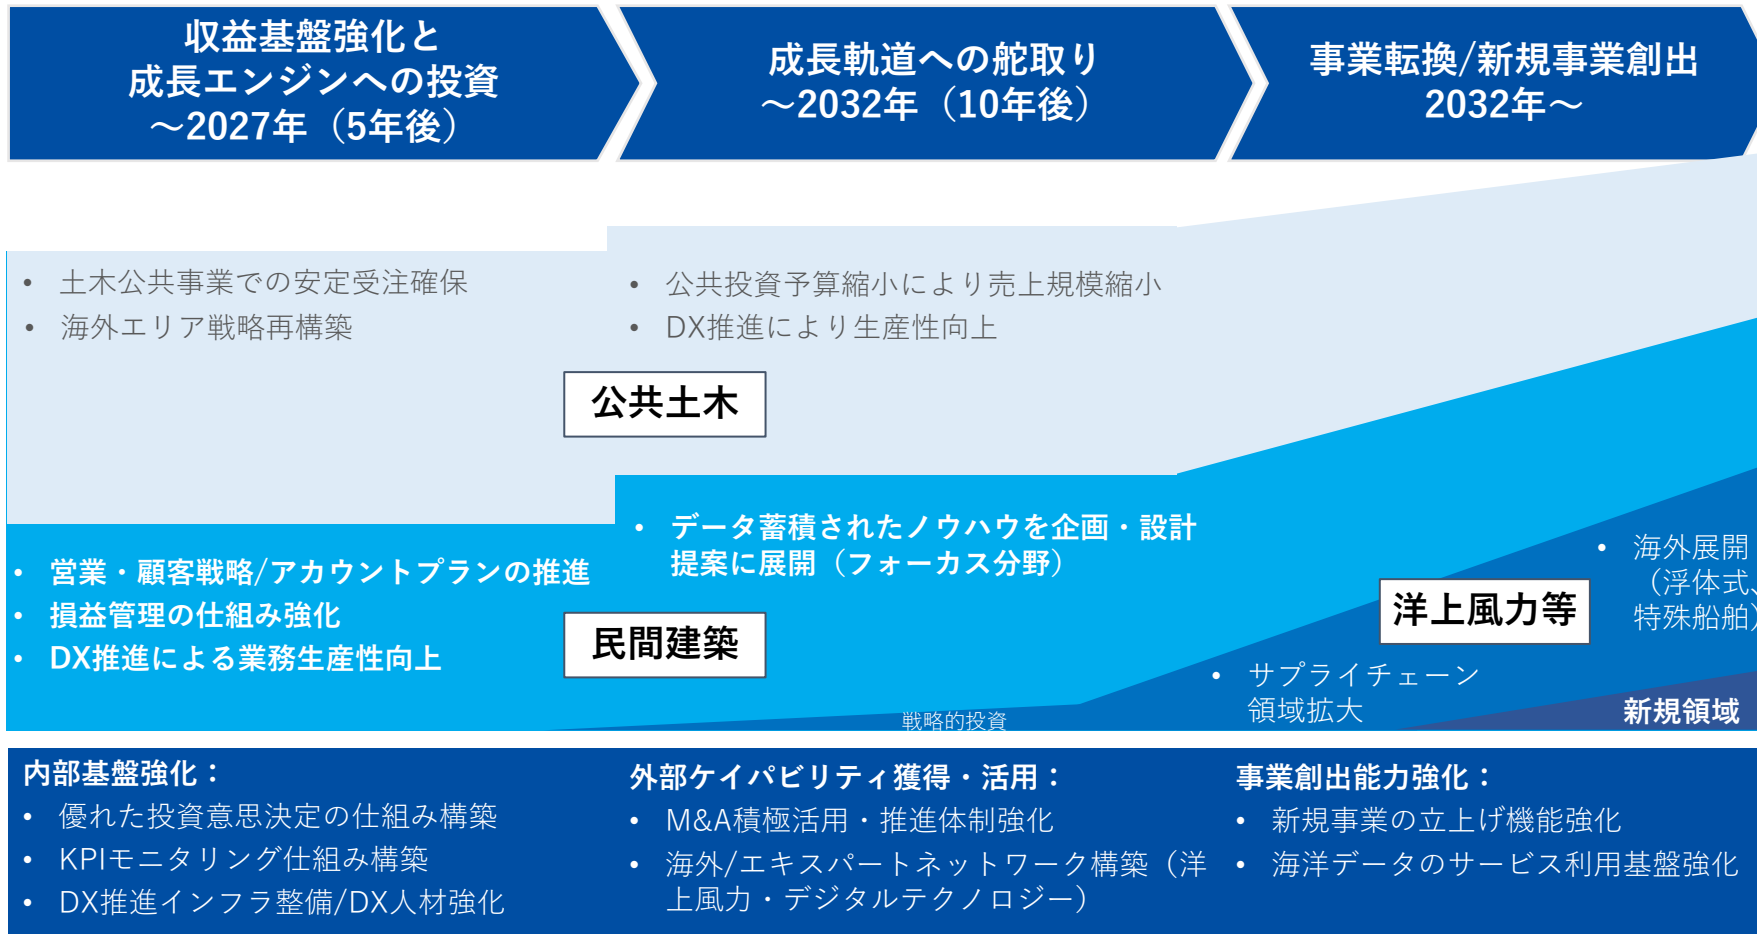 収益基盤強化と
成長エンジンへの投資
～2027年（5年後）
成長軌道への舵取り
～2032年（10年後）
事業転換/新規事業創出
2032年～
• 土木公共事業での安定受注確保
• 海外エリア戦略再構築
• 公共投資予算縮小により売上規模縮小
• DX推進により生産性向上
公共土木
• 営業・顧客戦略/アカウントプランの推進
• 損益管理の仕組み強化
• DX推進による業務生産性向上
• データ蓄積されたノウハウを企画・設計
提案に展開（フォーカス分野）
民間建築
戦略的投資
• サプライチェーン
領域拡大
洋上風力等
• 海外展開
（浮体式、
特殊船舶）
新規領域
内部基盤強化：
• 優れた投資意思決定の仕組み構築
• KPIモニタリング仕組み構築
• DX推進インフラ整備/DX人材強化
外部ケイパビリティ獲得・活用：
• M&A積極活用・推進体制強化
• 海外/エキスパートネットワーク構築（洋
上風力・デジタルテクノロジー）
事業創出能力強化：
• 新規事業の立上げ機能強化
• 海洋データのサービス利用基盤強化